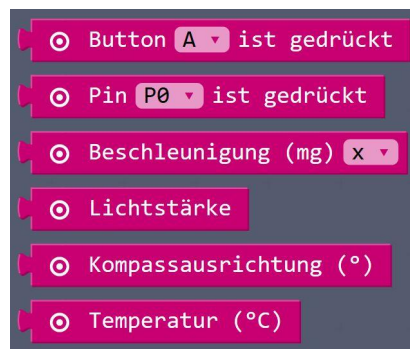 Button A ist gedrückt
Pin P0 ist gedrückt
Beschleunigung (mg) x
Lichtstärke
Kompassausrichtung (°)
Temperatur (°C)